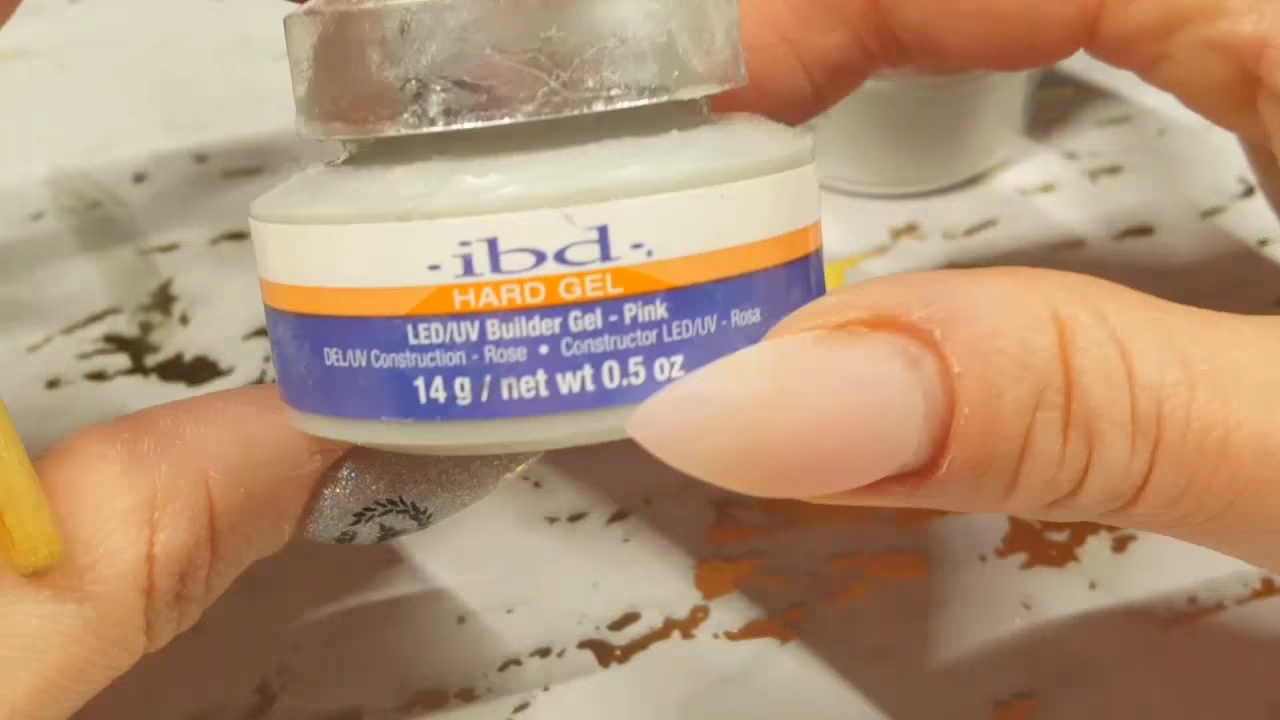 ·ibd·
HARD GEL
LED/UV Builder Gel - Pink
DEL/UV Construction - Rose • Constructor LED/UV - Rosa
14 g / net wt 0.5 oz